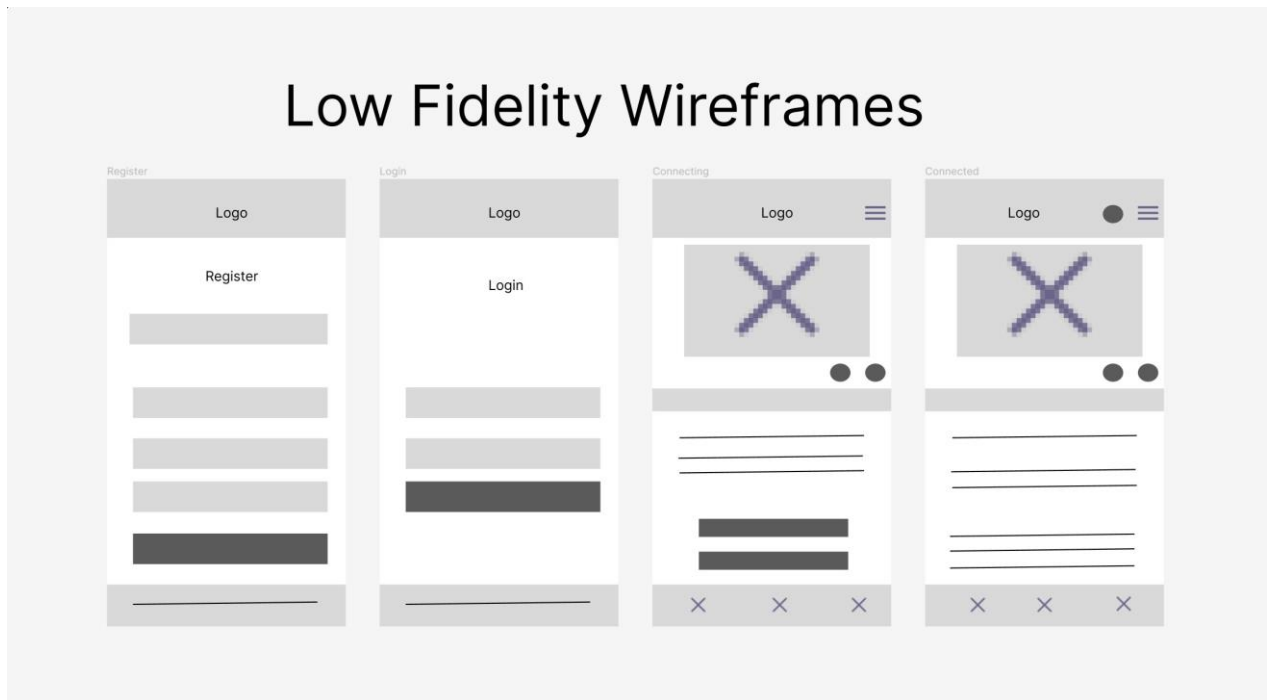 Low Fidelity Wireframes
Register
Login
Connecting
Connected
Logo
Logo
Logo
Logo
Register
Login